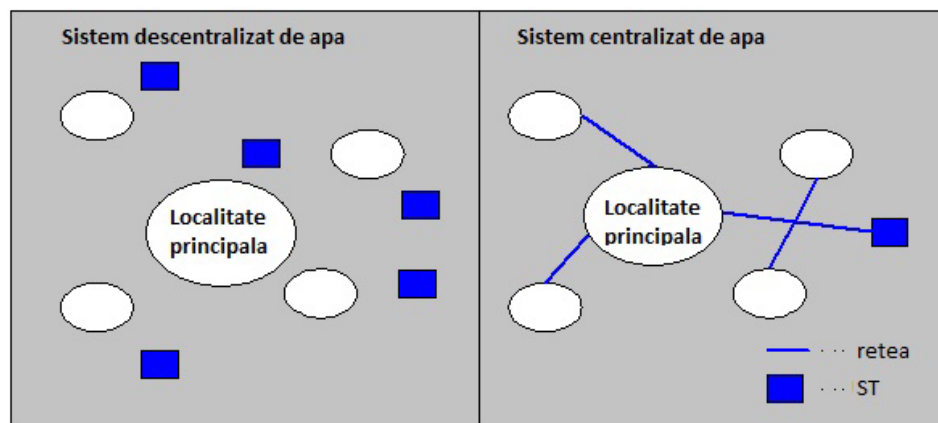 Sistem descentralizat de apa
Localitate
principala
Sistem centralizat de apa
Localitate
principala
retea
ST